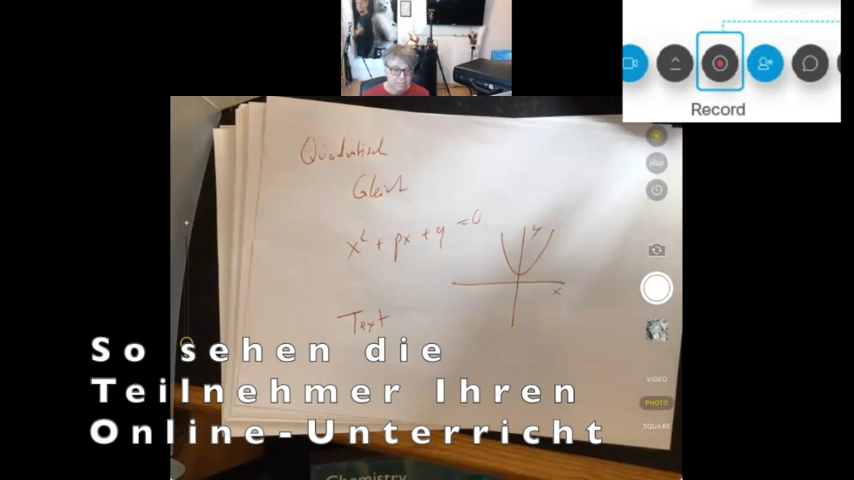 Record
Quadratisch
Gleich
x² + px + q = 0
y
x
Text
So sehen die
Teilnehmer Ihren
Online-Unterricht
VIDEO
PHOTO
SQUARE
Chemistry